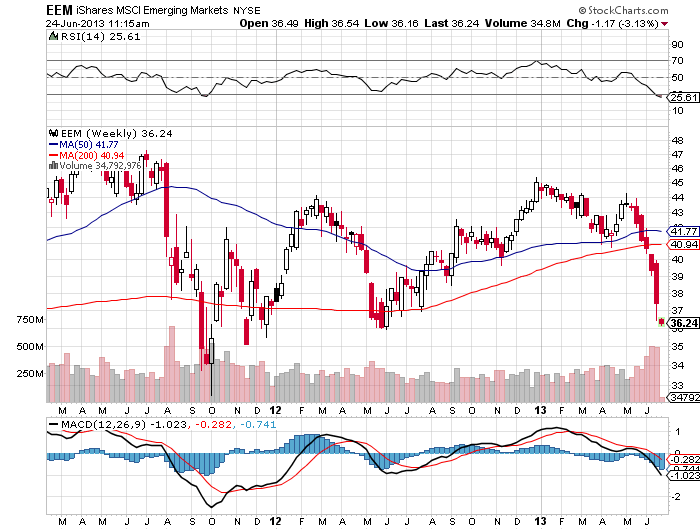 EEM iShares MSCI Emerging Markets NYSE © StockCharts.com
24-Jun-2013 11:15am Open 36.49 High 36.54 Low 36.16 Last 36.24 Volume 34.8M Chg -1.17 (-3.13%)
RSI(14) 25.61
90
70
50
30
25.61
10
EEM (Weekly) 36.24
MA(50) 41.77
MA(200) 40.94
Volume 34,792,976
48
47
46
45
44
43
42
41.77
40.94
40
39
38
37
36.24
35
34
33
34792
750M
500M
250M
M A M J J A S O N D 12 F M A M J J A S O N D 13 F M A M J
MACD(12,26,9) -1.023, -0.282, -0.741
1
0
-0.282
-0.741
-1.023
-2
M A M J J A S O N D 12 F M A M J J A S O N D 13 F M A M J